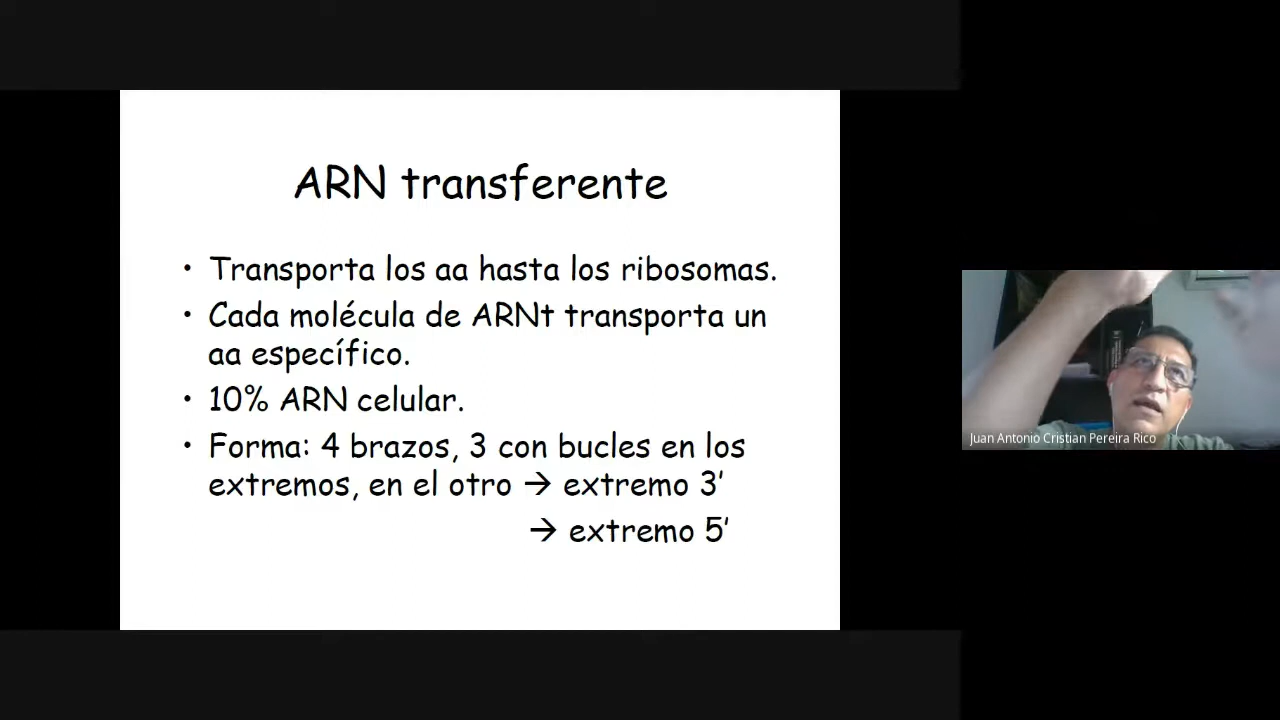 ARN transferente
• Transporta los aa hasta los ribosomas.
• Cada molécula de ARNt transporta un
aa específico.
• 10% ARN celular.
• Forma: 4 brazos, 3 con bucles en los
extremos, en el otro → extremo 3’
→ extremo 5’
Juan Antonio Cristian Pereira Rico